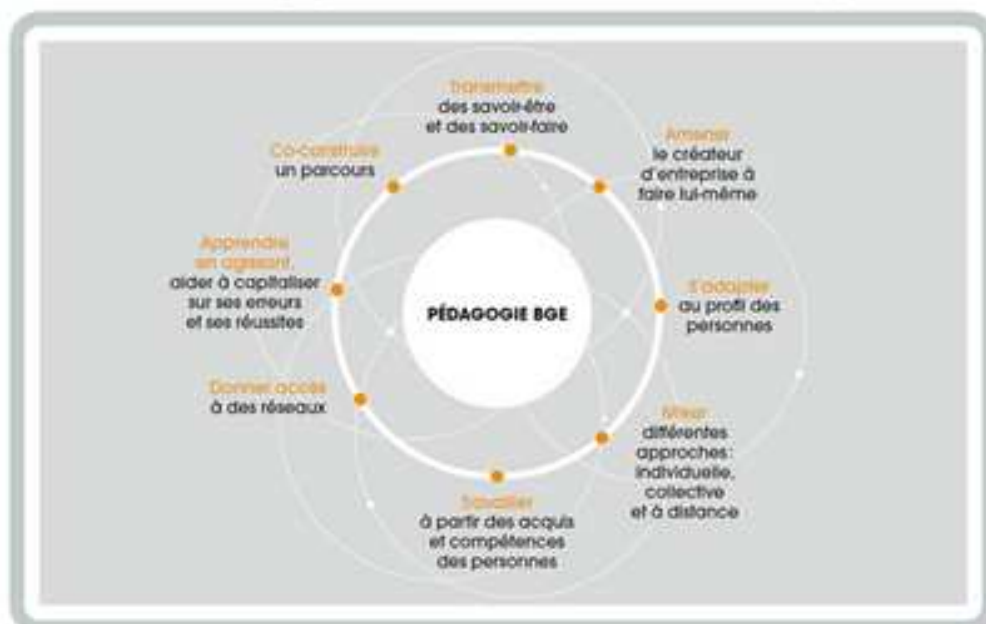 Transmettre
des savoir-être
et des savoir-faire
Amener
le créateur
d'entreprise à
faire lui-même
S'adapter
au profil des
personnes
Mixer
différentes
approches :
individuelle,
collective
et à distance
Travailler
à partir des acquis
et compétences
des personnes
Donner accès
à des réseaux
Apprendre
en agissant,
aider à capitaliser
sur ses erreurs
et ses réussites
Co-construire
un parcours
PÉDAGOGIE BGE